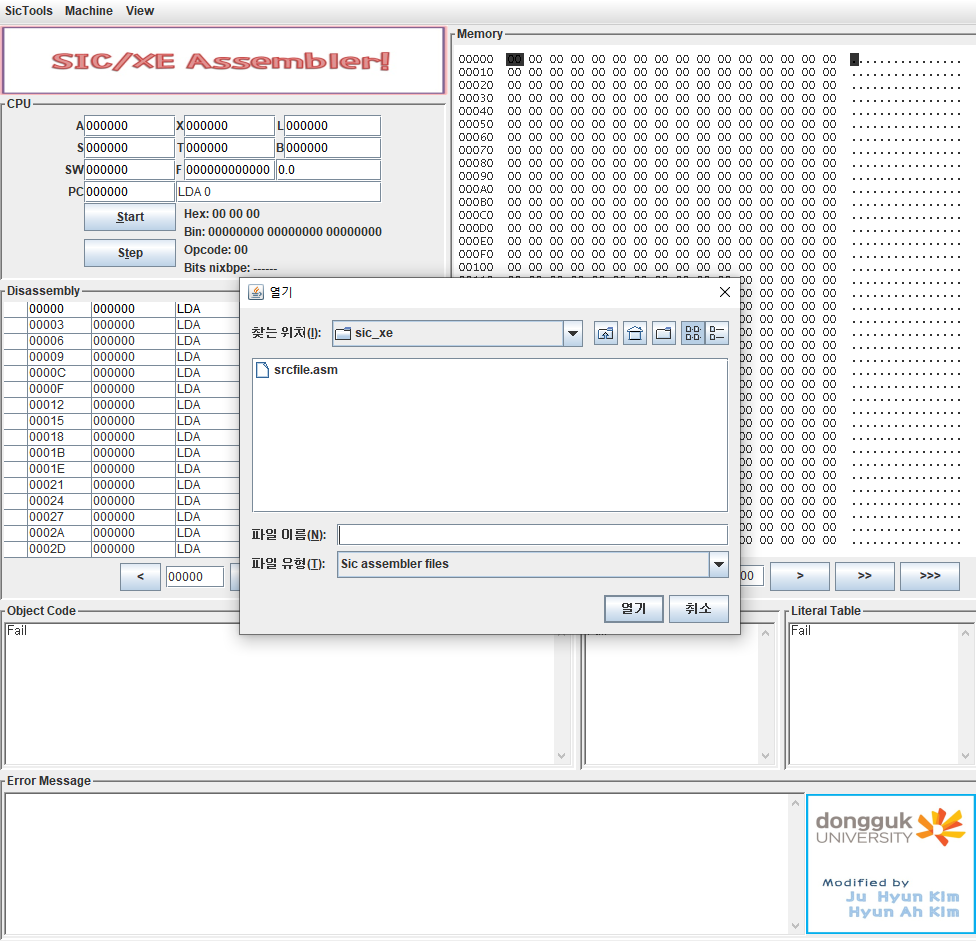 SicTools Machine View
SIC/XE Assembler!
CPU
A 000000 X 000000 L 000000
S 000000 T 000000 B 000000
SW 000000 F 000000000000 0.0
PC 000000 LDA 0
Start
Hex: 00 00 00
Bin: 00000000 00000000 00000000
Step
Opcode: 00
Bits nixbpe: ------
Memory
00000 00 00 00 00 00 00 00 00 00 00 00 00 00 00 00 00 ................
00010 00 00 00 00 00 00 00 00 00 00 00 00 00 00 00 00 ................
00020 00 00 00 00 00 00 00 00 00 00 00 00 00 00 00 00 ................
00030 00 00 00 00 00 00 00 00 00 00 00 00 00 00 00 00 ................
00040 00 00 00 00 00 00 00 00 00 00 00 00 00 00 00 00 ................
00050 00 00 00 00 00 00 00 00 00 00 00 00 00 00 00 00 ................
00060 00 00 00 00 00 00 00 00 00 00 00 00 00 00 00 00 ................
00070 00 00 00 00 00 00 00 00 00 00 00 00 00 00 00 00 ................
00080 00 00 00 00 00 00 00 00 00 00 00 00 00 00 00 00 ................
00090 00 00 00 00 00 00 00 00 00 00 00 00 00 00 00 00 ................
000A0 00 00 00 00 00 00 00 00 00 00 00 00 00 00 00 00 ................
000B0 00 00 00 00 00 00 00 00 00 00 00 00 00 00 00 00 ................
000C0 00 00 00 00 00 00 00 00 00 00 00 00 00 00 00 00 ................
000D0 00 00 00 00 00 00 00 00 00 00 00 00 00 00 00 00 ................
000E0 00 00 00 00 00 00 00 00 00 00 00 00 00 00 00 00 ................
000F0 00 00 00 00 00 00 00 00 00 00 00 00 00 00 00 00 ................
00100 00 00 00 00 00 00 00 00 00 00 00 00 00 00 00 00 ................
Disassembly
00000 000000 LDA
00003 000000 LDA
00006 000000 LDA
00009 000000 LDA
0000C 000000 LDA
0000F 000000 LDA
00012 000000 LDA
00015 000000 LDA
00018 000000 LDA
0001B 000000 LDA
0001E 000000 LDA
00021 000000 LDA
00024 000000 LDA
00027 000000 LDA
0002A 000000 LDA
0002D 000000 LDA
< 00000
열기
찾는 위치(I): sic_xe
srcfile.asm
파일 이름(N):
파일 유형(T): Sic assembler files
열기 취소
00 > >> >>>
Object Code
Fail
Literal Table
Fail
Error Message
dongguk
UNIVERSITY
Modified by
Ju Hyun Kim
Hyun Ah Kim